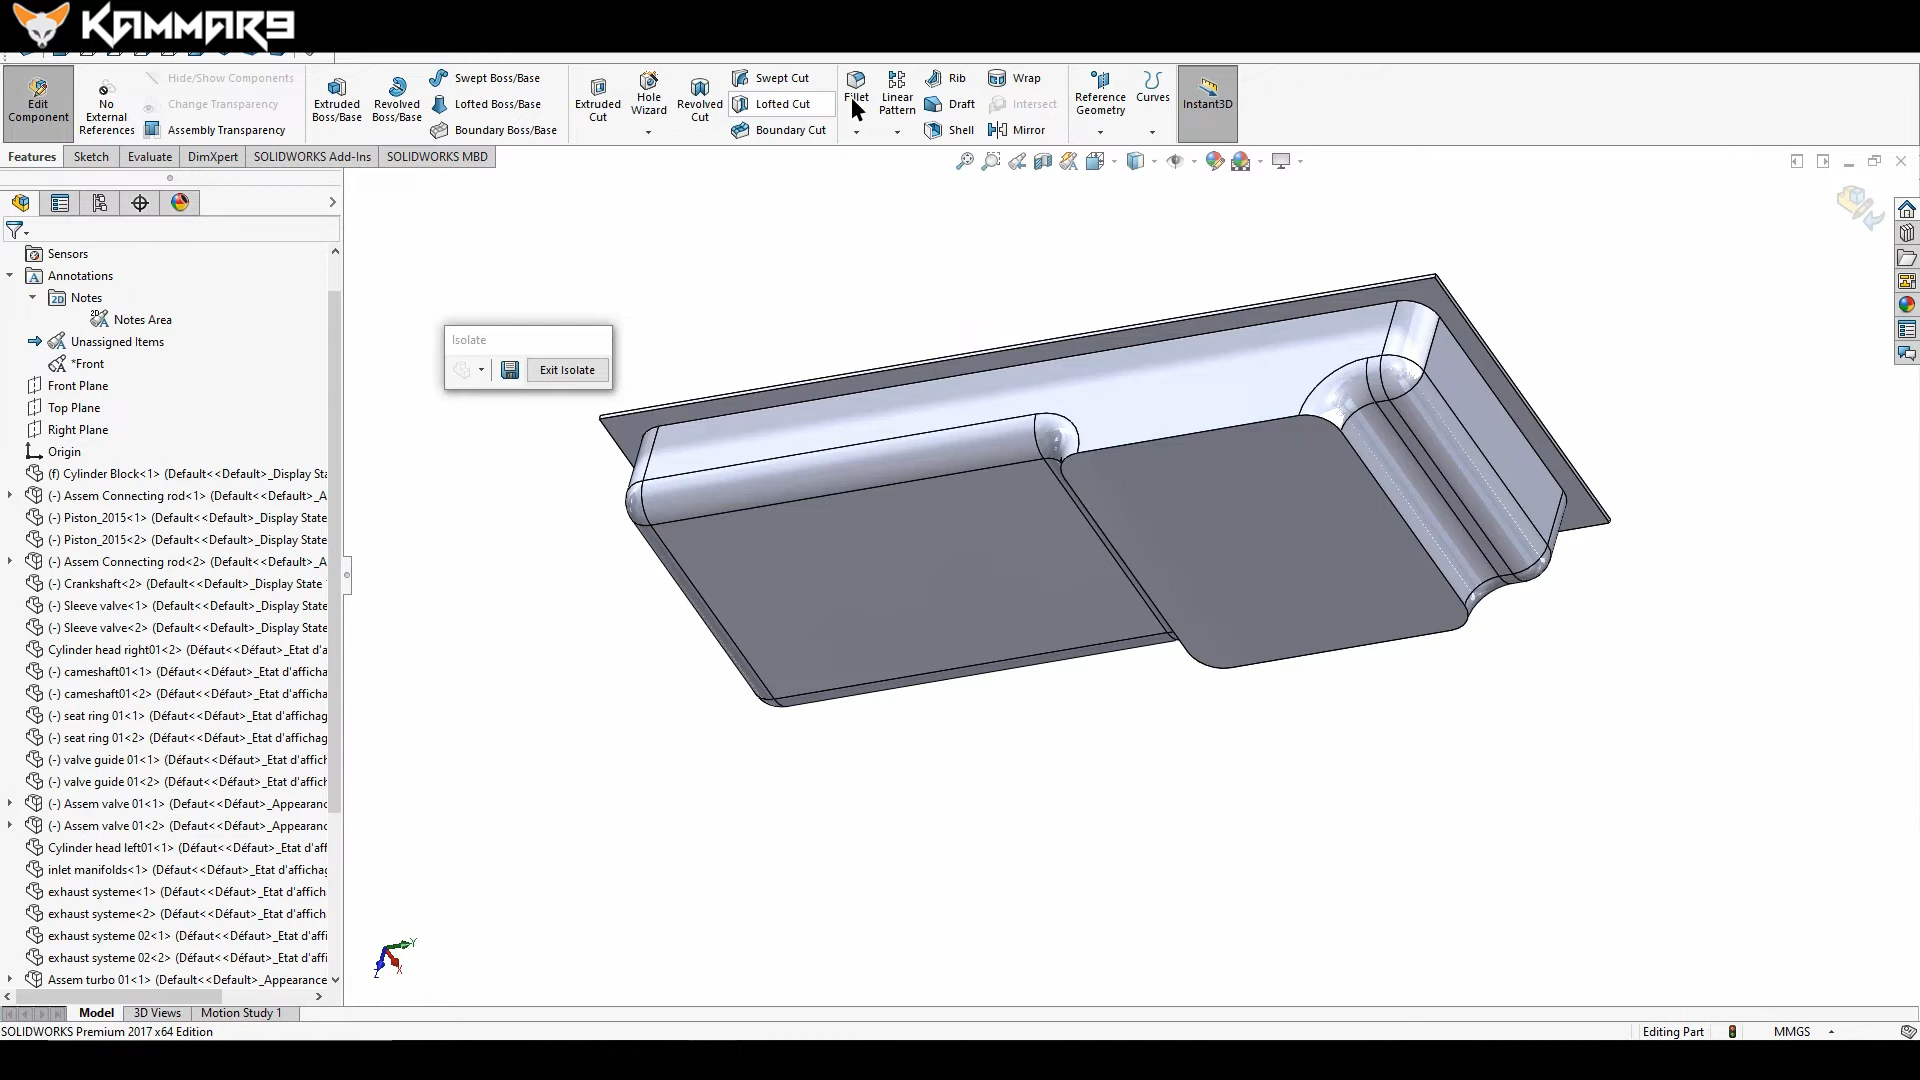 KAMMAR9
Edit Component
No External References
Hide/Show Components
Change Transparency
Assembly Transparency
Extruded Boss/Base
Revolved Boss/Base
Swept Boss/Base
Lofted Boss/Base
Boundary Boss/Base
Extruded Cut
Hole Wizard
Revolved Cut
Swept Cut
Lofted Cut
Boundary Cut
Fillet
Linear Pattern
Rib
Draft
Shell
Wrap
Intersect
Mirror
Reference Geometry
Curves
Instant3D
Features
Sketch
Evaluate
DimXpert
SOLIDWORKS Add-Ins
SOLIDWORKS MBD
Sensors
Annotations
Notes
Notes Area
Unassigned Items
*Front
Front Plane
Top Plane
Right Plane
Origin
(f) Cylinder Block<1> (Default<<Default>_Display Sta
(-) Assem Connecting rod<1> (Default<<Default>_A
(-) Piston_2015<1> (Default<<Default>_Display State
(-) Piston_2015<2> (Default<<Default>_Display State
(-) Assem Connecting rod<2> (Default<<Default>_A
(-) Crankshaft<2> (Default<<Default>_Display State
(-) Sleeve valve<1> (Default<<Default>_Display State
(-) Sleeve valve<2> (Default<<Default>_Display State
Cylinder head right01<2> (Défaut<<Défaut>_Etat d'a
(-) cameshaft01<1> (Défaut<<Défaut>_Etat d'affichag
(-) cameshaft01<2> (Défaut<<Défaut>_Etat d'affichag
(-) seat ring 01<1> (Défaut<<Défaut>_Etat d'affichag
(-) seat ring 01<2> (Défaut<<Défaut>_Etat d'affichag
(-) valve guide 01<1> (Défaut<<Défaut>_Etat d'affich
(-) valve guide 01<2> (Défaut<<Défaut>_Etat d'affich
(-) Assem valve 01<1> (Defaut<<Défaut>_Appearanc
(-) Assem valve 01<2> (Defaut<<Défaut>_Appearanc
Cylinder head left01<1> (Défaut<<Défaut>_Etat d'aff
inlet manifolds<1> (Défaut<<Défaut>_Etat d'affichag
exhaust systeme<1> (Défaut<<Défaut>_Etat d'affich
exhaust systeme<2> (Défaut<<Défaut>_Etat d'affich
exhaust systeme 02<1> (Défaut<<Défaut>_Etat d'affi
exhaust systeme 02<2> (Défaut<<Défaut>_Etat d'affi
Assem turbo 01<1> (Default<<Default>_Appearance
Isolate
Exit Isolate
Y
Z
X
Model
3D Views
Motion Study 1
SOLIDWORKS Premium 2017 x64 Edition
Editing Part
MMGS